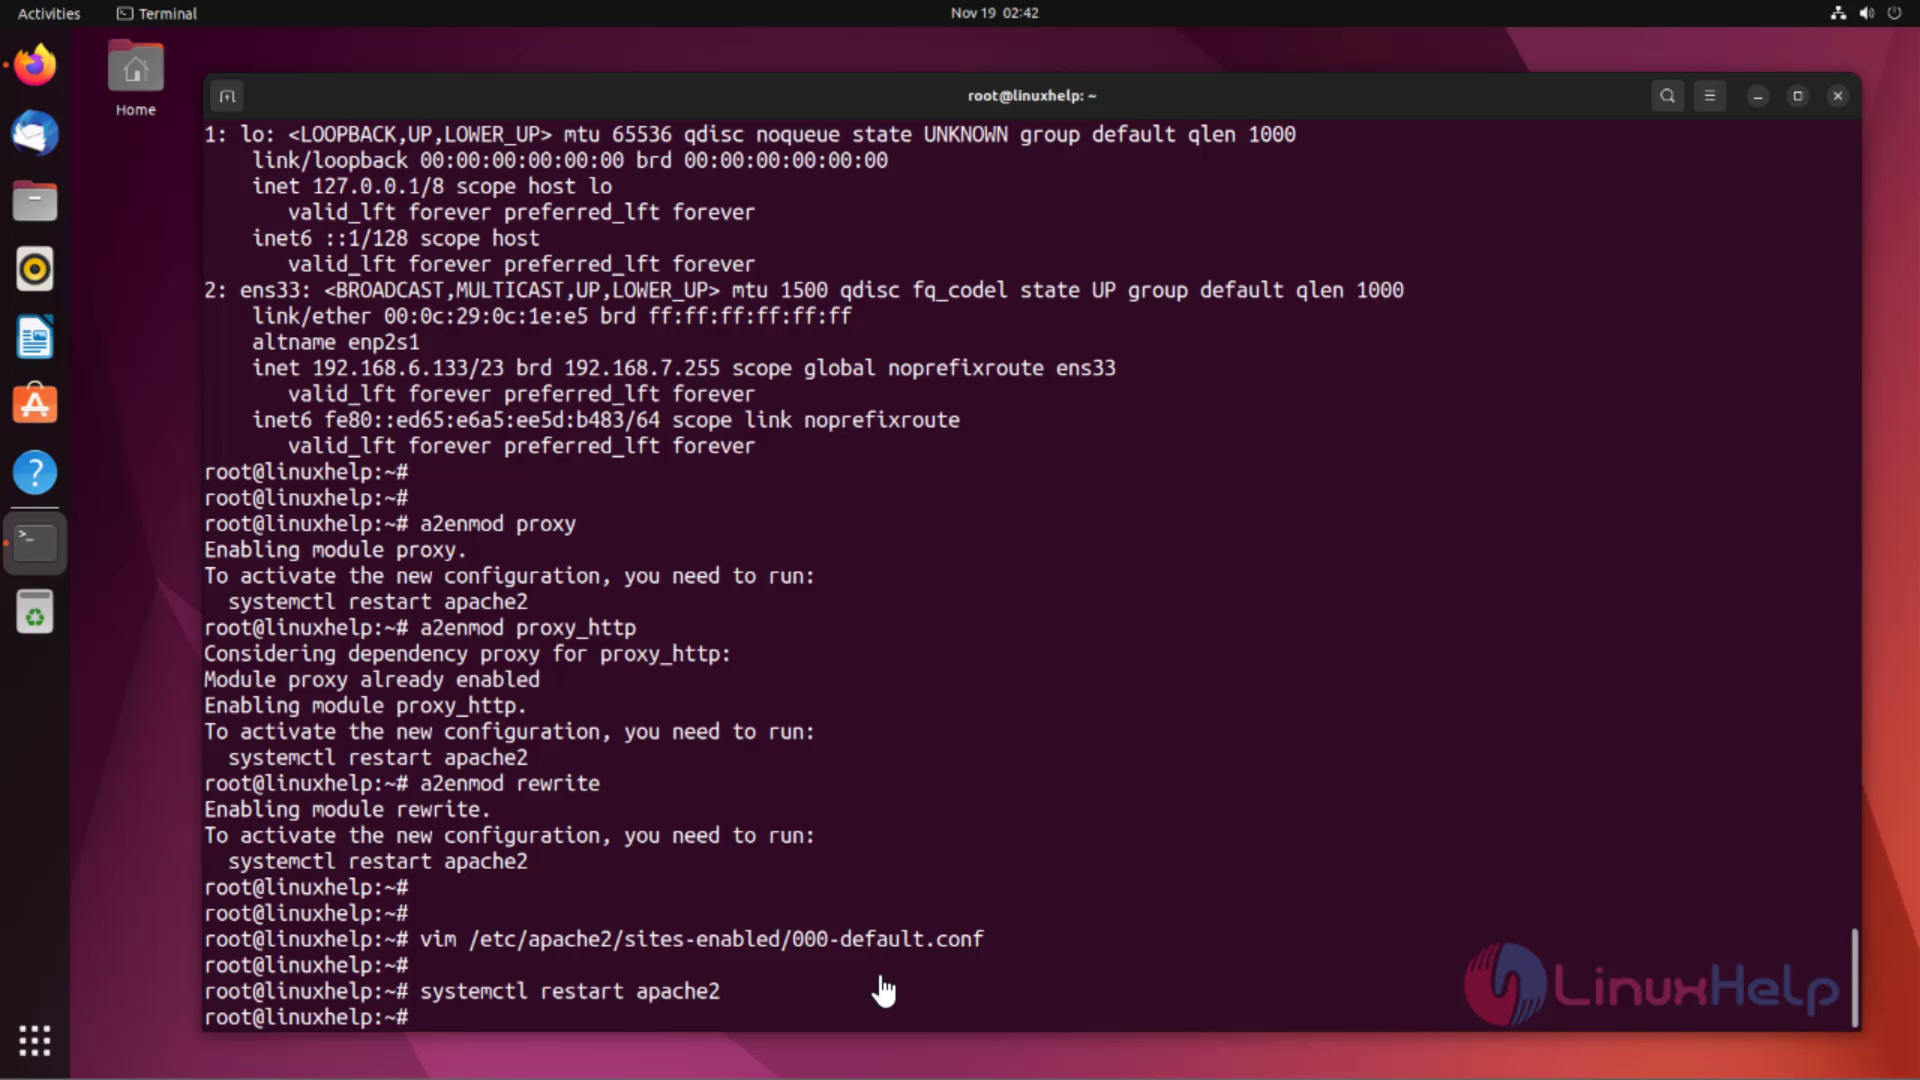 Activities
Terminal
Nov 19 02:42
Home
root@linuxhelp: ~
1: lo: <LOOPBACK,UP,LOWER_UP> mtu 65536 qdisc noqueue state UNKNOWN group default qlen 1000
    link/loopback 00:00:00:00:00:00 brd 00:00:00:00:00:00
    inet 127.0.0.1/8 scope host lo
       valid_lft forever preferred_lft forever
    inet6 ::1/128 scope host
       valid_lft forever preferred_lft forever
2: ens33: <BROADCAST,MULTICAST,UP,LOWER_UP> mtu 1500 qdisc fq_codel state UP group default qlen 1000
    link/ether 00:0c:29:0c:1e:e5 brd ff:ff:ff:ff:ff:ff
    altname enp2s1
    inet 192.168.6.133/23 brd 192.168.7.255 scope global noprefixroute ens33
       valid_lft forever preferred_lft forever
    inet6 fe80::ed65:e6a5:ee5d:b483/64 scope link noprefixroute
       valid_lft forever preferred_lft forever
root@linuxhelp:~#
root@linuxhelp:~#
root@linuxhelp:~# a2enmod proxy
Enabling module proxy.
To activate the new configuration, you need to run:
  systemctl restart apache2
root@linuxhelp:~# a2enmod proxy_http
Considering dependency proxy for proxy_http:
Module proxy already enabled
Enabling module proxy_http.
To activate the new configuration, you need to run:
  systemctl restart apache2
root@linuxhelp:~# a2enmod rewrite
Enabling module rewrite.
To activate the new configuration, you need to run:
  systemctl restart apache2
root@linuxhelp:~#
root@linuxhelp:~#
root@linuxhelp:~# vim /etc/apache2/sites-enabled/000-default.conf
root@linuxhelp:~#
root@linuxhelp:~# systemctl restart apache2
root@linuxhelp:~#
LinuxHelp